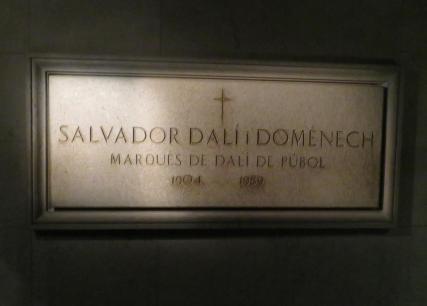 SALVADOR DALÍ I DOMÈNECH
MARQUÈS DE DALÍ DE PÚBOL
1904 1989